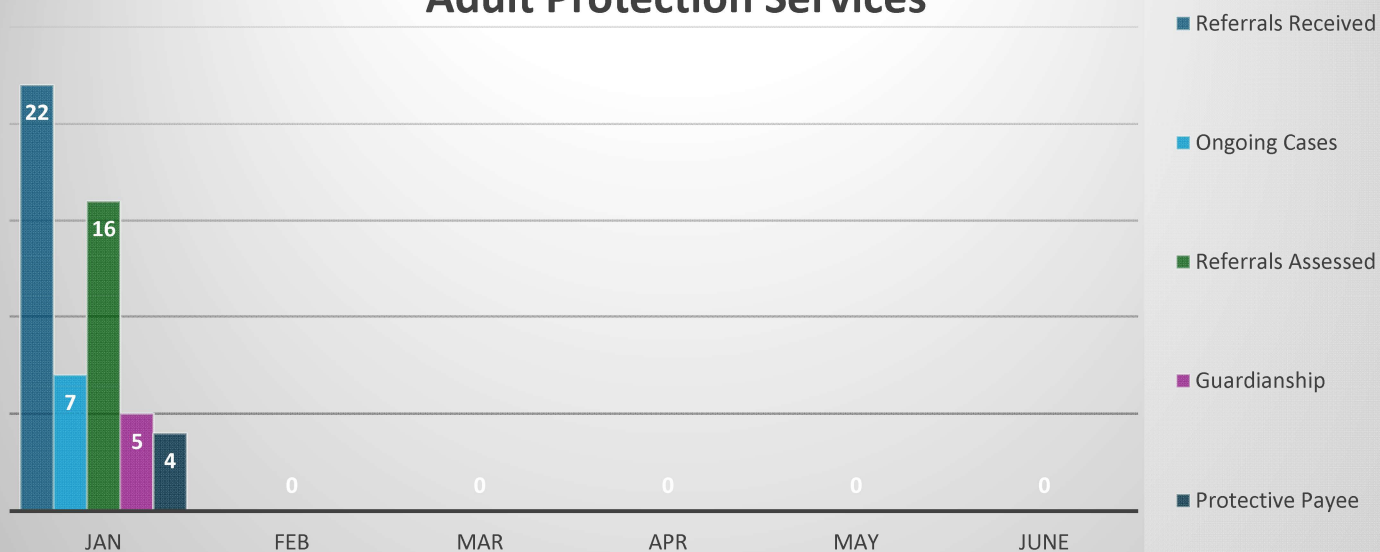 Adult Protection Services
Referrals Received
Ongoing Cases
Referrals Assessed
Guardianship
Protective Payee
22
7
16
5
4
0
0
0
0
0
JAN
FEB
MAR
APR
MAY
JUNE